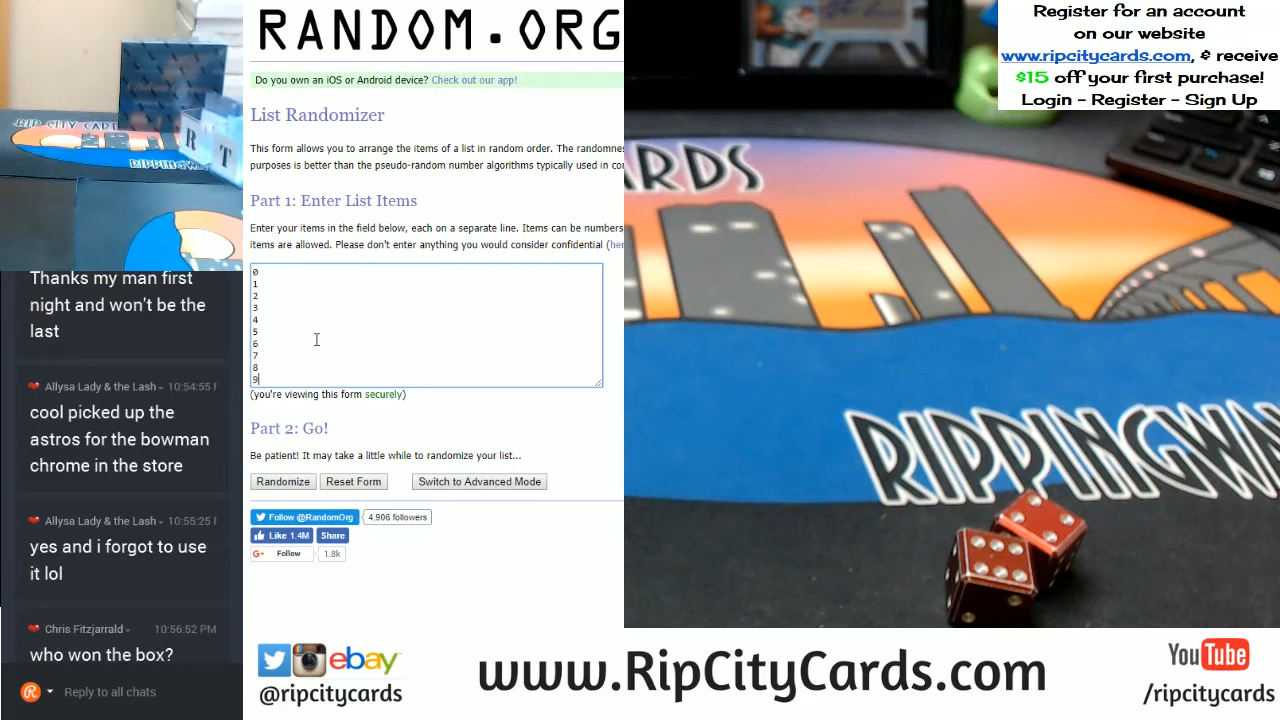 RIP CITY CARDS
RIPPINGWA
R
T
Thanks my man first
night and won't be the
last
Allysa Lady & the Lash
10:54:55 P
cool picked up the
astros for the bowman
chrome in the store
Allysa Lady & the Lash
10:55:25 P
yes and i forgot to use
it lol
Chris Fitzjarrald
10:56:52 PM
who won the box?
Reply to all chats
RANDOM.ORG
Do you own an iOS or Android device? Check out our app!
List Randomizer
This form allows you to arrange the items of a list in random order. The randomne
purposes is better than the pseudo-random number algorithms typically used in co
Part 1: Enter List Items
Enter your items in the field below, each on a separate line. Items can be numbers
items are allowed. Please don't enter anything you would consider confidential (her
0
1
2
3
4
5
6
7
8
9
(you're viewing this form securely)
Part 2: Go!
Be patient! It may take a little while to randomize your list...
Randomize
Reset Form
Switch to Advanced Mode
Follow @RandomOrg
4,906 followers
Like 1.4M
Share
G+ Follow
1.8k
Register for an account
on our website
www.ripcitycards.com, & receive
$15 off your first purchase!
Login - Register - Sign Up
ARDS
RIPPINGWA
ebay
@ripcitycards
www.RipCityCards.com
YouTube
/ripcitycards